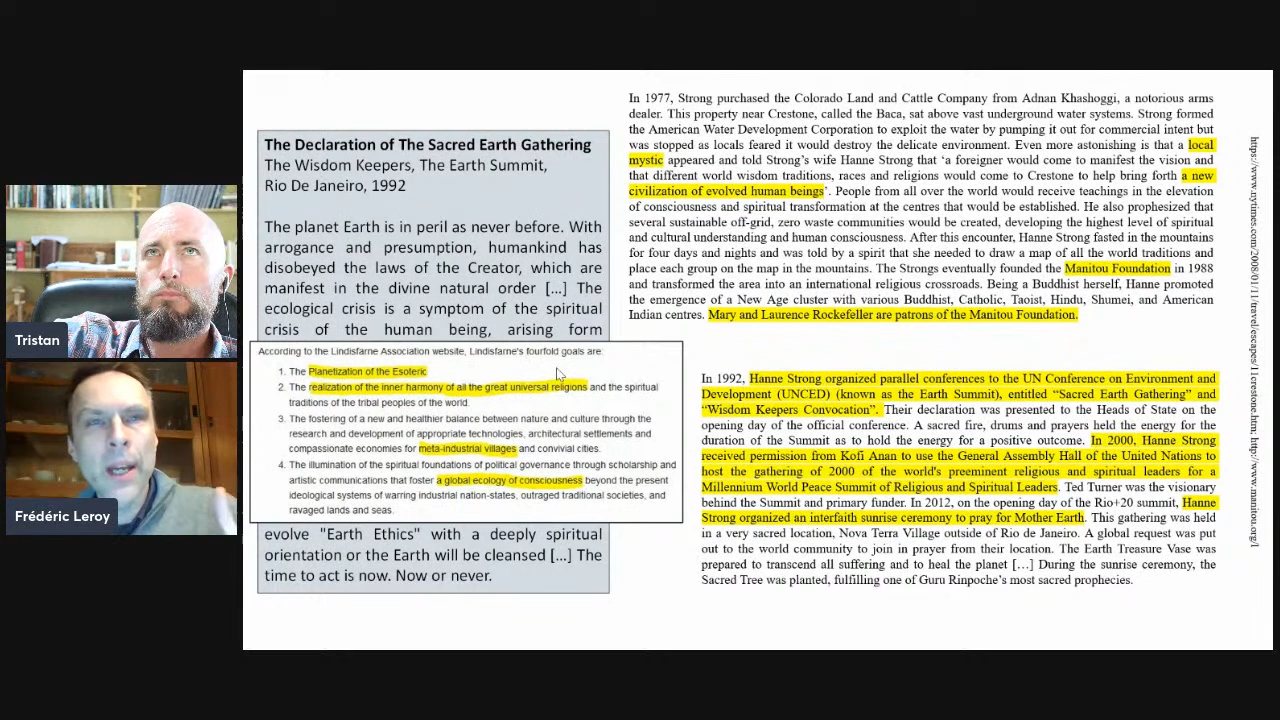 In 1977, Strong purchased the Colorado Land and Cattle Company from Adnan Khashoggi, a notorious arms
dealer. This property near Crestone, called the Baca, sat above vast underground water systems. Strong formed
the American Water Development Corporation to exploit the water by pumping it out for commercial intent but
was stopped as locals feared it would destroy the delicate environment. Even more astonishing is that a local
mystic appeared and told Strong's wife Hanne Strong that 'a foreigner would come to manifest the vision and
that different world wisdom traditions, races and religions would come to Crestone to help bring forth a new
civilization of evolved human beings'. People from all over the world would receive teachings in the elevation
of consciousness and spiritual transformation at the centres that would be established. He also prophesized that
several sustainable off-grid, zero waste communities would be created, developing the highest level of spiritual
and cultural understanding and human consciousness. After this encounter, Hanne Strong fasted in the mountains
for four days and nights and was told by a spirit that she needed to draw a map of all the world traditions and
place each group on the map in the mountains. The Strongs eventually founded the Manitou Foundation in 1988
and transformed the area into an international religious crossroads. Being a Buddhist herself, Hanne promoted
the emergence of a New Age cluster with various Buddhist, Catholic, Taoist, Hindu, Shumei, and American
Indian centres. Mary and Laurence Rockefeller are patrons of the Manitou Foundation.
The Declaration of The Sacred Earth Gathering
The Wisdom Keepers, The Earth Summit,
Rio De Janeiro, 1992
The planet Earth is in peril as never before. With
arrogance and presumption, humankind has
disobeyed the laws of the Creator, which are
manifest in the divine natural order [...] The
ecological crisis is a symptom of the spiritual
crisis of the human being, arising form
According to the Lindisfarne Association website, Lindisfarne's fourfold goals are:
1. The Planetization of the Esoteric
2. The realization of the inner harmony of all the great universal religions and the spiritual
traditions of the tribal peoples of the world.
3. The fostering of a new and healthier balance between nature and culture through the
research and development of appropriate technologies, architectural settlements and
compassionate economies for meta-industrial villages and convivial cities.
4. The illumination of the spiritual foundations of political governance through scholarship and
artistic communications that foster a global ecology of consciousness beyond the present
ideological systems of warring industrial nation-states, outraged traditional societies, and
ravaged lands and seas.
evolve "Earth Ethics" with a deeply spiritual
orientation or the Earth will be cleansed [...] The
time to act is now. Now or never.
In 1992, Hanne Strong organized parallel conferences to the UN Conference on Environment and
Development (UNCED) (known as the Earth Summit), entitled “Sacred Earth Gathering” and
“Wisdom Keepers Convocation”. Their declaration was presented to the Heads of State on the
opening day of the official conference. A sacred fire, drums and prayers held the energy for the
duration of the Summit as to hold the energy for a positive outcome. In 2000, Hanne Strong
received permission from Kofi Anan to use the General Assembly Hall of the United Nations to
host the gathering of 2000 of the world's preeminent religious and spiritual leaders for a
Millennium World Peace Summit of Religious and Spiritual Leaders. Ted Turner was the visionary
behind the Summit and primary funder. In 2012, on the opening day of the Rio+20 summit, Hanne
Strong organized an interfaith sunrise ceremony to pray for Mother Earth. This gathering was held
in a very sacred location, Nova Terra Village outside of Rio de Janeiro. A global request was put
out to the world community to join in prayer from their location. The Earth Treasure Vase was
prepared to transcend all suffering and to heal the planet [...] During the sunrise ceremony, the
Sacred Tree was planted, fulfilling one of Guru Rinpoche's most sacred prophecies.
https://www.nytimes.com/2008/01/11/travel/escapes/11crestone.htm, http://www.manitou.org/l
Tristan
Frédéric Leroy